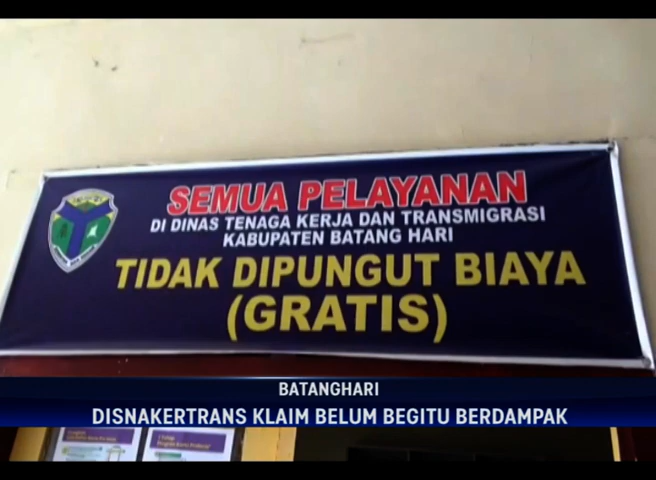 SEMUA PELAYANAN
DI DINAS TENAGA KERJA DAN TRANSMIGRASI
KABUPATEN BATANG HARI
TIDAK DIPUNGUT BIAYA
(GRATIS)
BATANGHARI
DISNAKERTRANS KLAIM BELUM BEGITU BERDAMPAK